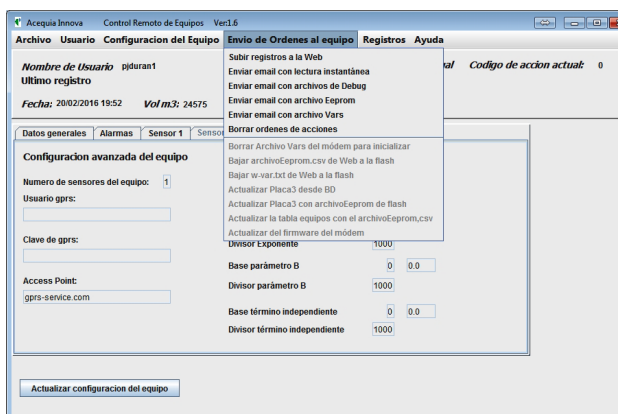 Acequia Innova Control Remoto de Equipos Ver:1.6
Archivo Usuario Configuracion del Equipo Envio de Ordenes al equipo Registros Ayuda
Nombre de Usuario pjduran1
Codigo de accion actual: 0
Ultimo registro
Fecha: 20/02/2016 19:52 Vol m3: 24575
Subir registros a la Web
Enviar email con lectura instantánea
Enviar email con archivos de Debug
Enviar email con archivo Eeprom
Enviar email con archivo Vars
Borrar ordenes de acciones
Borrar Archivo Vars del módem para inicializar
Bajar archivoEeprom.csv de Web a la flash
Bajar w-var.txt de Web a la flash
Actualizar Placa3 desde BD
Actualizar Placa3 con archivoEeprom de flash
Actualizar la tabla equipos con el archivoEeprom,csv
Actualizar del firmware del módem
Datos generales Alarmas Sensor 1
Configuracion avanzada del equipo
Numero de sensores del equipo: 1
Usuario gprs:
Clave de gprs:
Access Point:
gprs-service.com
Divisor Exponente 1000
Base parámetro B 0 0.0
Divisor parámetro B 1000
Base término independiente 0 0.0
Divisor término independiente 1000
Actualizar configuracion del equipo